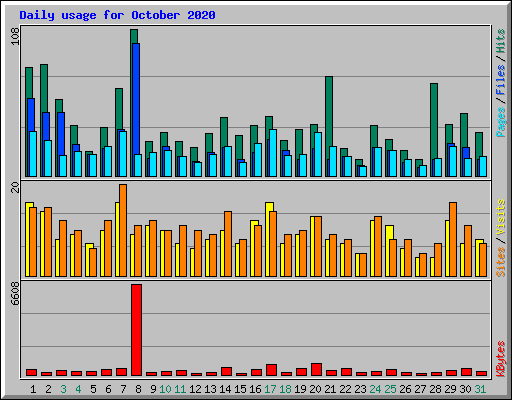 Daily usage for October 2020
108
Pages / Files / Hits
20
Sites / Visits
6608
KBytes
1 2 3 4 5 6 7 8 9 10 11 12 13 14 15 16 17 18 19 20 21 22 23 24 25 26 27 28 29 30 31